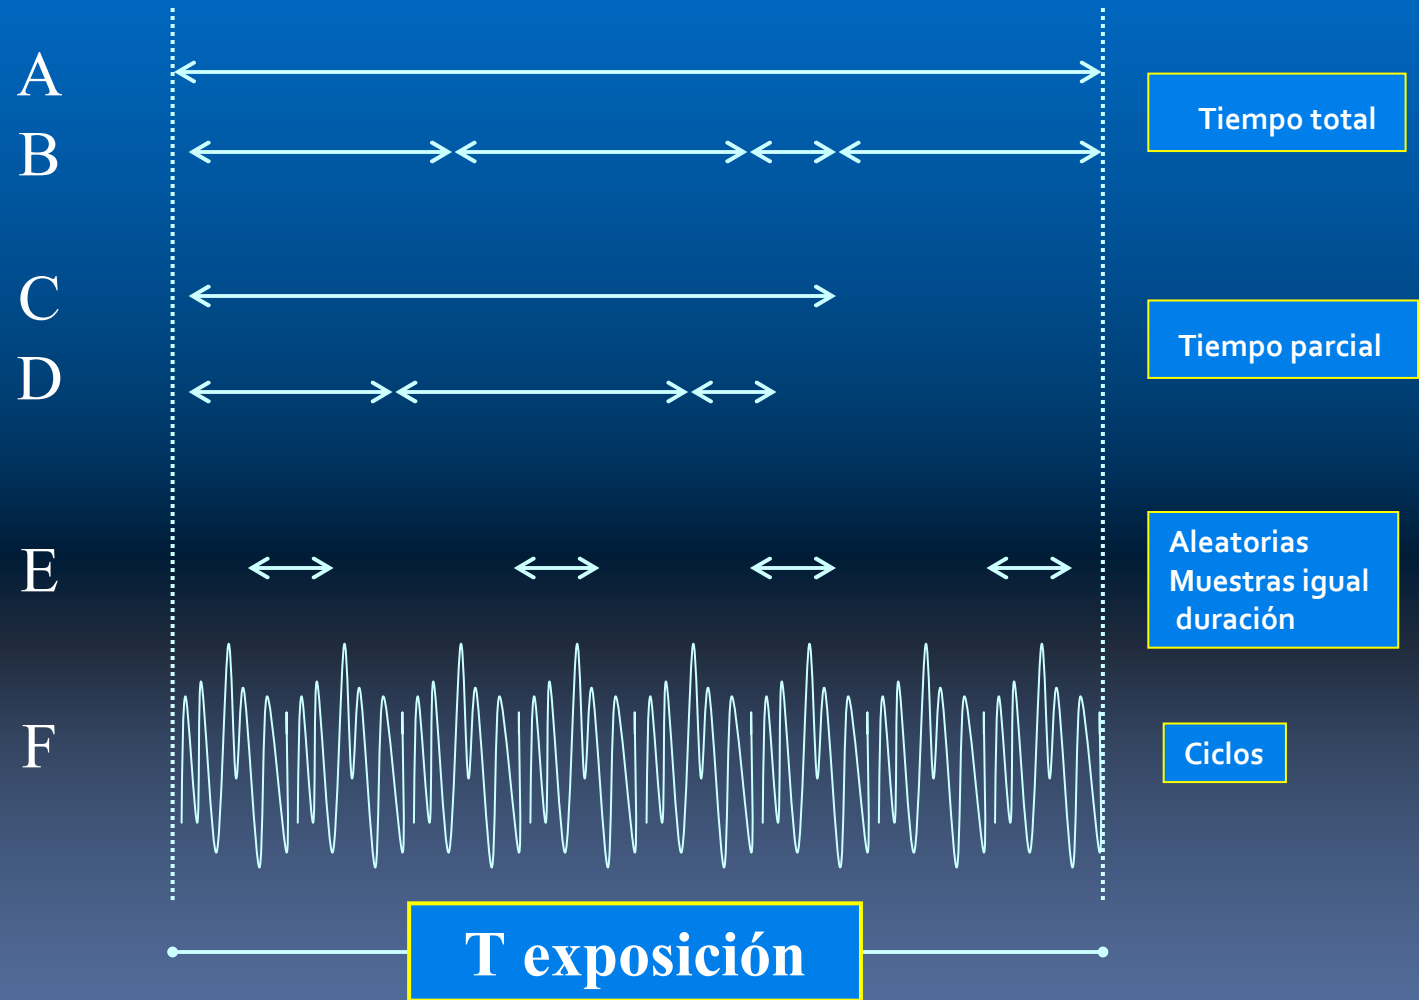 A
Tiempo total
B
C
Tiempo parcial
D
E
Aleatorias
Muestras igual
duración
F
Ciclos
T exposición